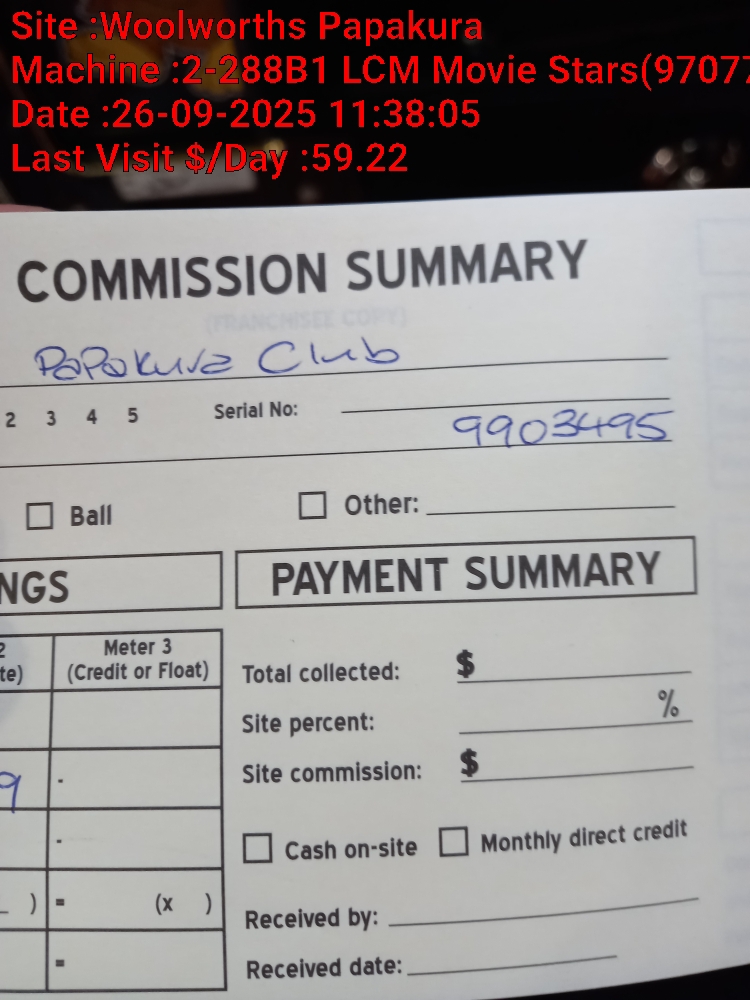 Site :Woolworths Papakura
Machine :2-288B1 LCM Movie Stars(97077
Date :26-09-2025 11:38:05
Last Visit $/Day :59.22
COMMISSION SUMMARY
(FRANCHISEE COPY)
PaPakura Club
2 3 4 5 Serial No:
9903495
Ball Other:
NGS PAYMENT SUMMARY
2
te)
Meter 3
(Credit or Float)
Total collected: $
Site percent: %
Site commission: $
9 -
-
Cash on-site Monthly direct credit
) = (x )
Received by:
=
Received date: